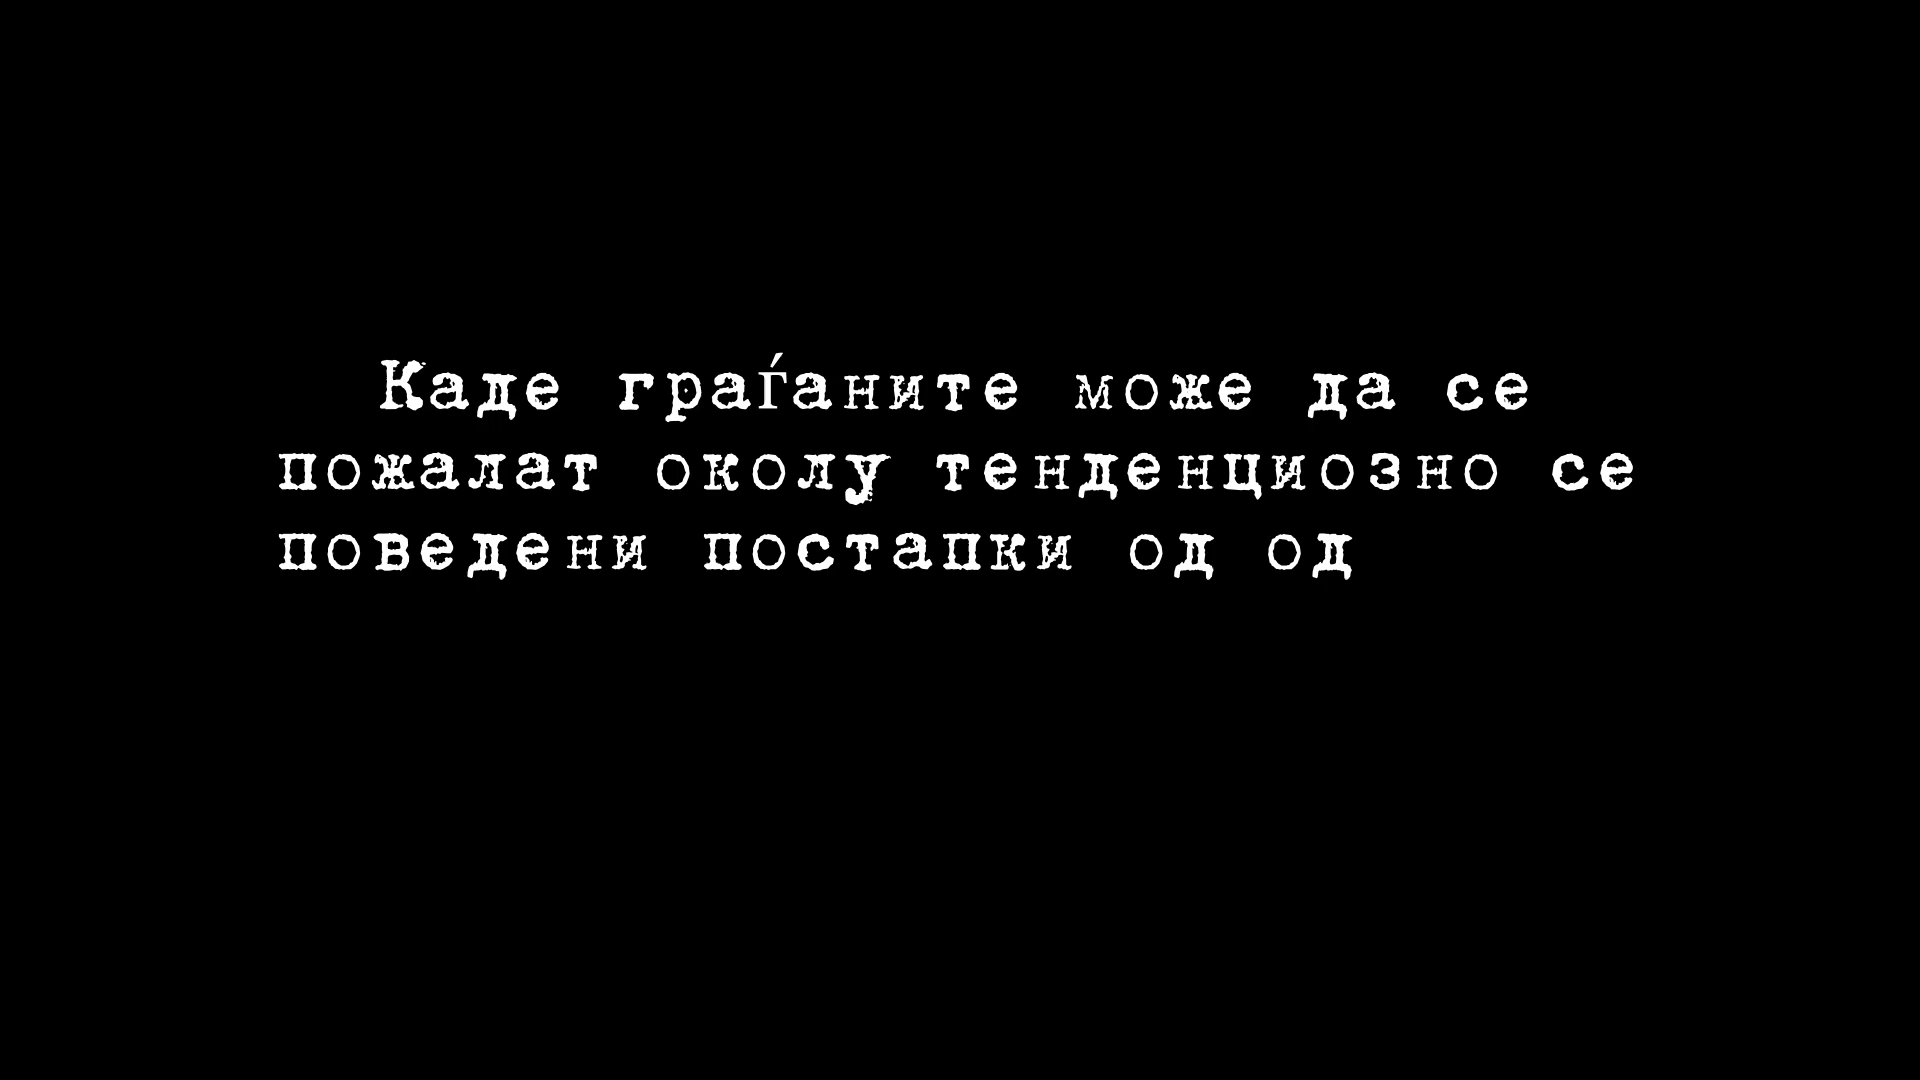 Каде граѓаните може да се
пожалат околу тенденциозно се
поведени постапки од од